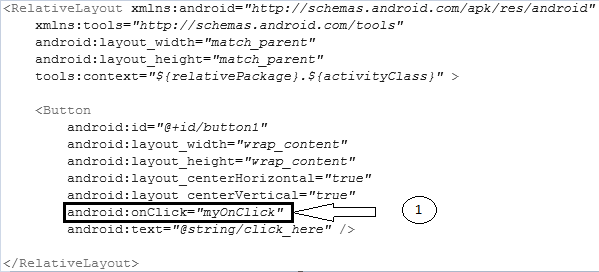 <RelativeLayout xmlns:android="http://schemas.android.com/apk/res/android"
    xmlns:tools="http://schemas.android.com/tools"
    android:layout_width="match_parent"
    android:layout_height="match_parent"
    tools:context="${relativePackage}.${activityClass}" >

    <Button
        android:id="@+id/button1"
        android:layout_width="wrap_content"
        android:layout_height="wrap_content"
        android:layout_centerHorizontal="true"
        android:layout_centerVertical="true"
        android:onClick="myOnClick" 1
        android:text="@string/click_here" />

</RelativeLayout>